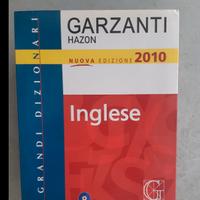 GRANDI DIZIONARI
GARZANTI
HAZON
NUOVA EDIZIONE 2010
Inglese
G